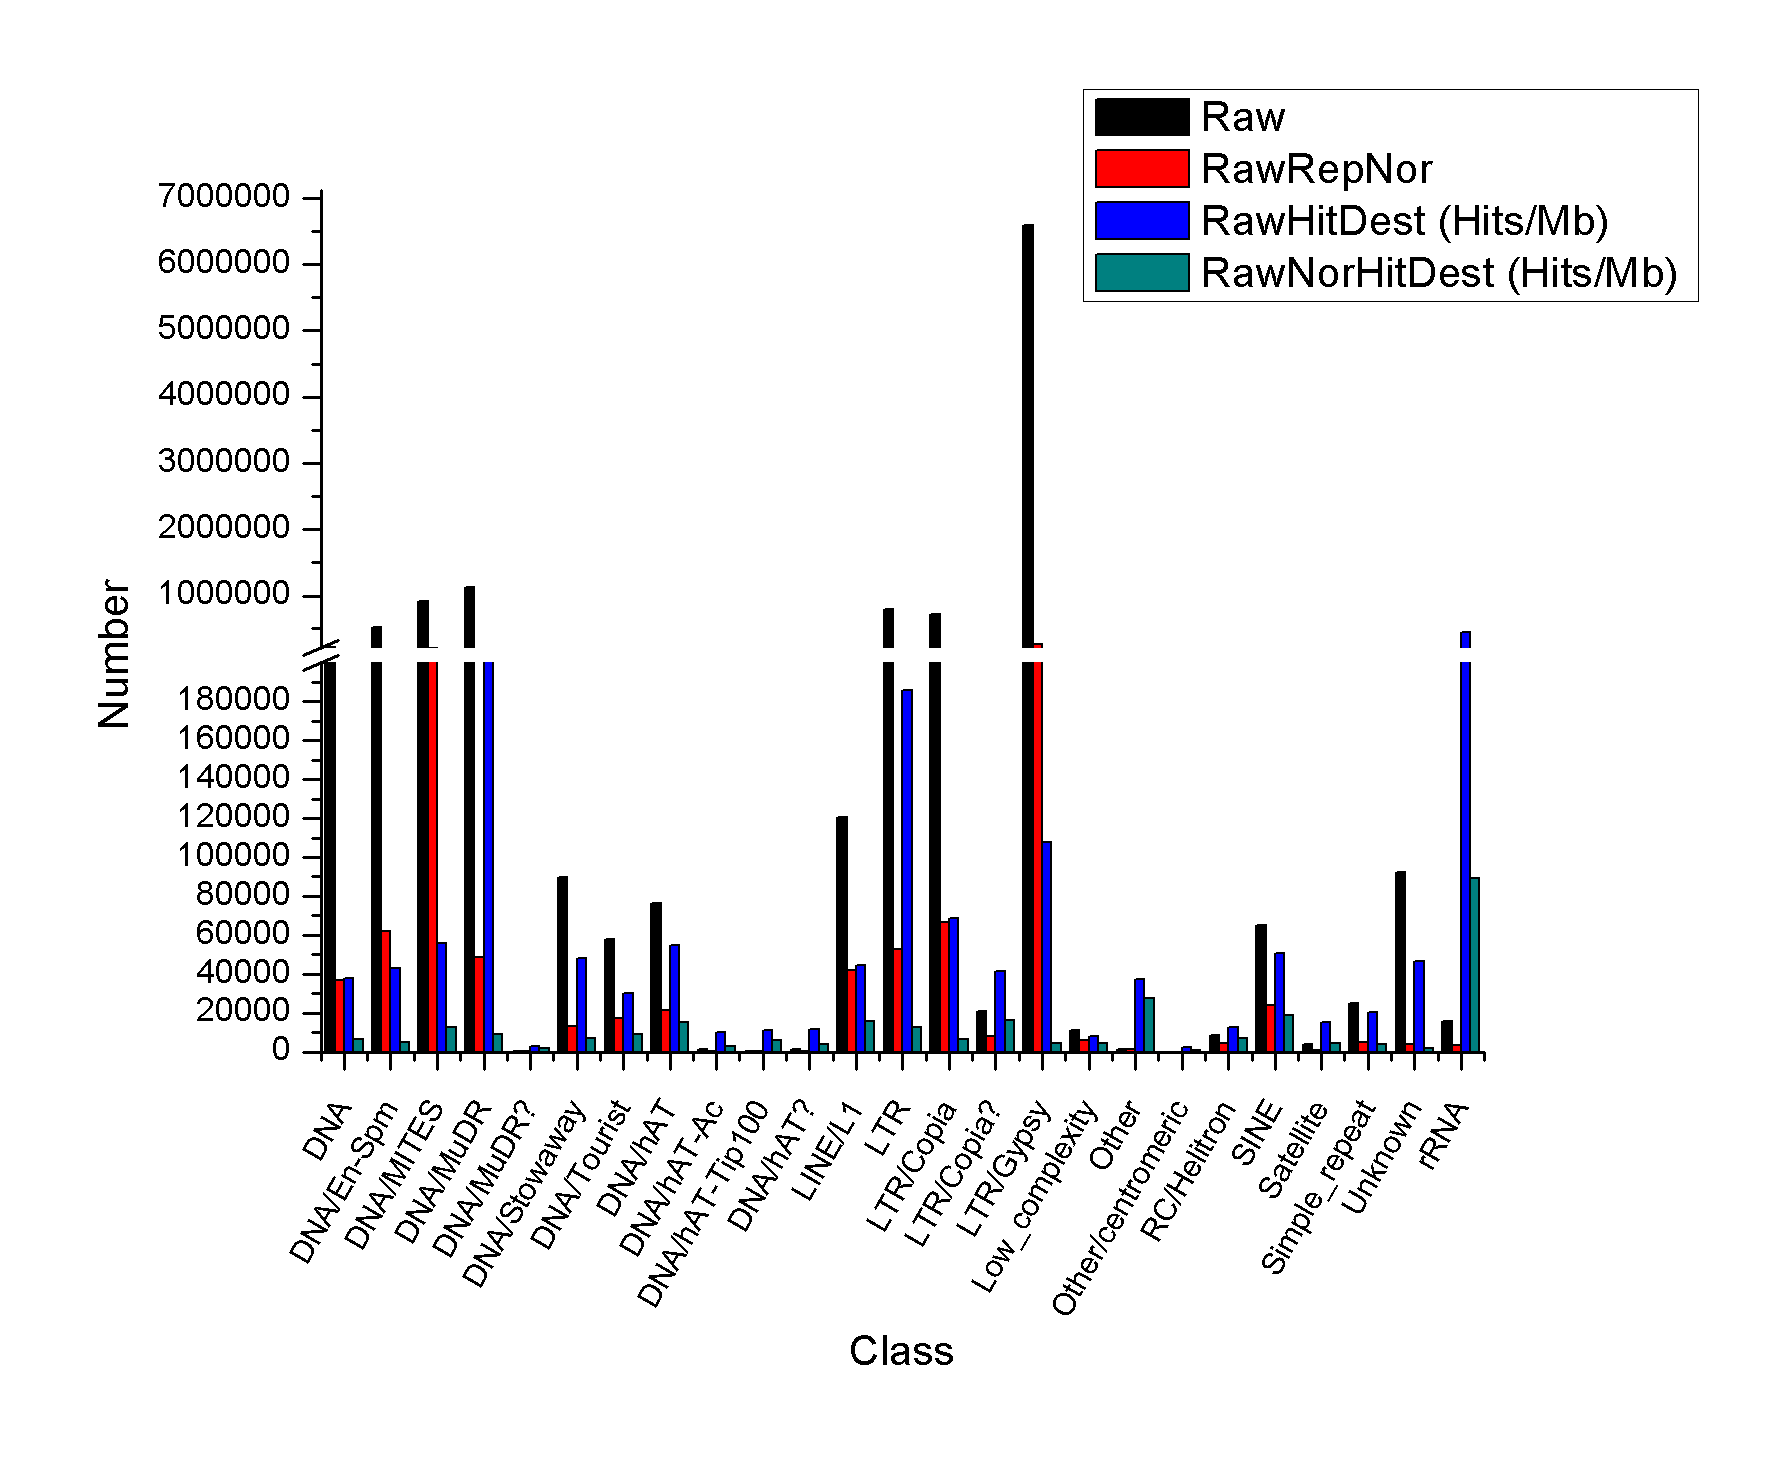 Raw
RawRepNor
RawHitDest (Hits/Mb)
RawNorHitDest (Hits/Mb)
7000000
6000000
5000000
4000000
3000000
2000000
1000000
180000
160000
140000
120000
100000
80000
60000
40000
20000
0
Number
DNA
DNA/En-Spm
DNA/MITES
DNA/MuDR
DNA/MuDR?
DNA/Stowaway
DNA/Tourist
DNA/hAT
DNA/hAT-Ac
DNA/hAT-Tip100
DNA/hAT?
LINE/L1
LTR
LTR/Copia
LTR/Copia?
LTR/Gypsy
Low_complexity
Other
Other/centromeric
RC/Helitron
SINE
Satellite
Simple_repeat
Unknown
rRNA
Class